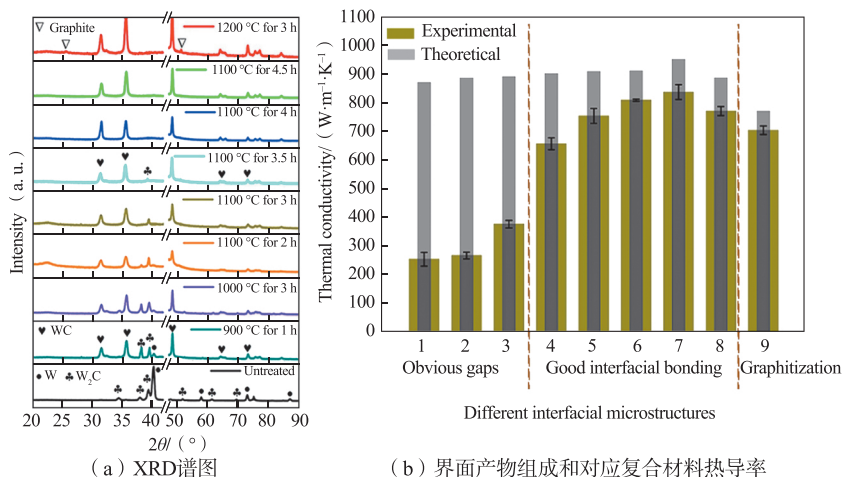 ▽ Graphite
1200 °C for 3 h
1100 °C for 4.5 h
1100 °C for 4 h
1100 °C for 3.5 h
1100 °C for 3 h
1100 °C for 2 h
1000 °C for 3 h
♥ WC
900 °C for 1 h
• W ♣ W₂C
Untreated
Intensity（a. u.）
20 25 30 35 40 50 60 70 80 90
2θ/（°）
（a）XRD谱图
Experimental
Theoretical
Thermal conductivity/（W·m⁻¹·K⁻¹）
1100
1000
900
800
700
600
500
400
300
200
100
0
1 2 3 4 5 6 7 8 9
Obvious gaps Good interfacial bonding Graphitization
Different interfacial microstructures
（b）界面产物组成和对应复合材料热导率